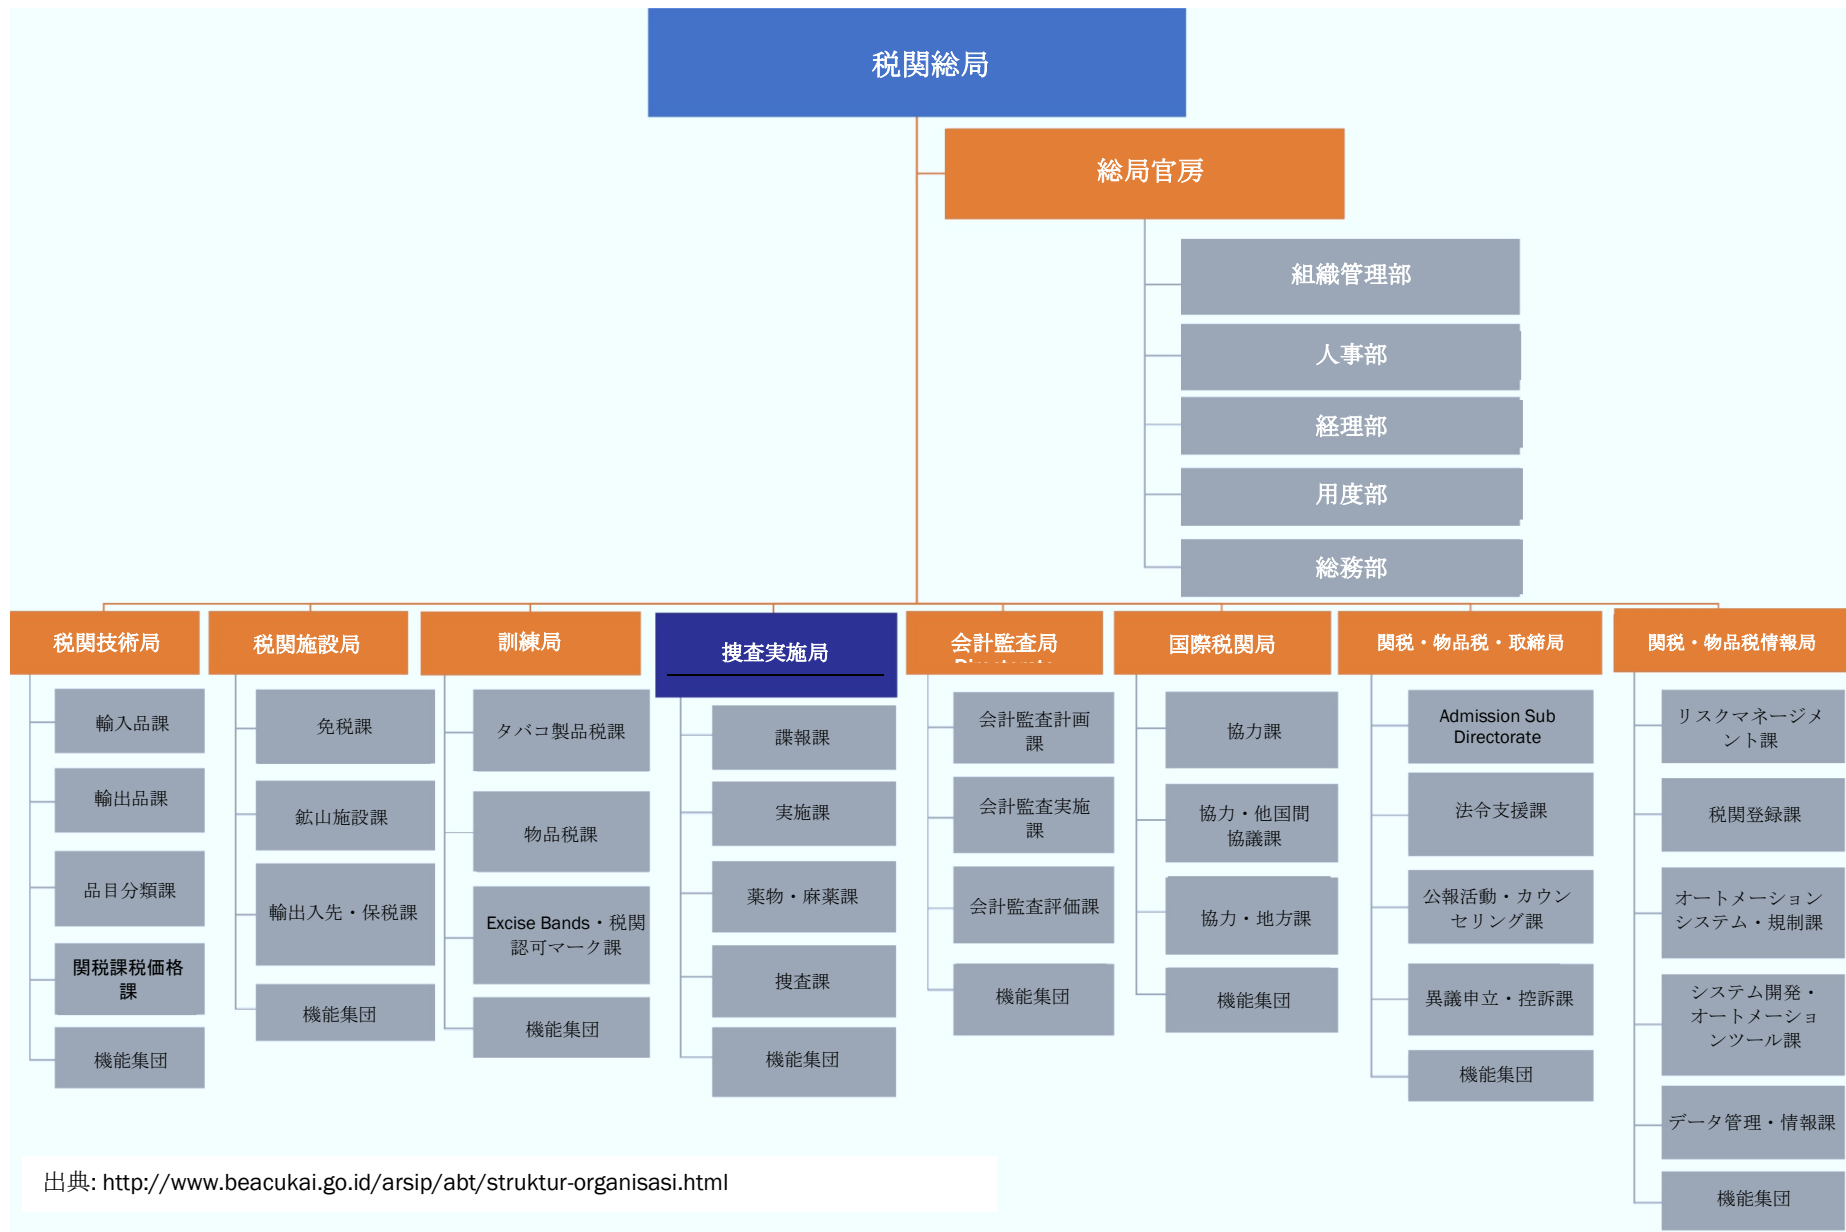 税関総局
総局官房
組織管理部
人事部
経理部
用度部
総務部
税関技術局
輸入品課
輸出品課
品目分類課
関税課税価格
課
機能集団
税関施設局
免税課
鉱山施設課
輸出入先・保税課
機能集団
訓練局
タバコ製品税課
物品税課
Excise Bands・税関
認可マーク課
機能集団
捜査実施局
諜報課
実施課
薬物・麻薬課
捜査課
機能集団
会計監査局
会計監査計画
課
会計監査実施
課
会計監査評価課
機能集団
国際税関局
協力課
協力・他国間
協議課
協力・地方課
機能集団
関税・物品税・取締局
Admission Sub
Directorate
法令支援課
公報活動・カウン
セリング課
異議申立・控訴課
機能集団
関税・物品税情報局
リスクマネージメ
ント課
税関登録課
オートメーション
システム・規制課
システム開発・
オートメーショ
ンツール課
データ管理・情報課
機能集団
出典: http://www.beacukai.go.id/arsip/abt/struktur-organisasi.html